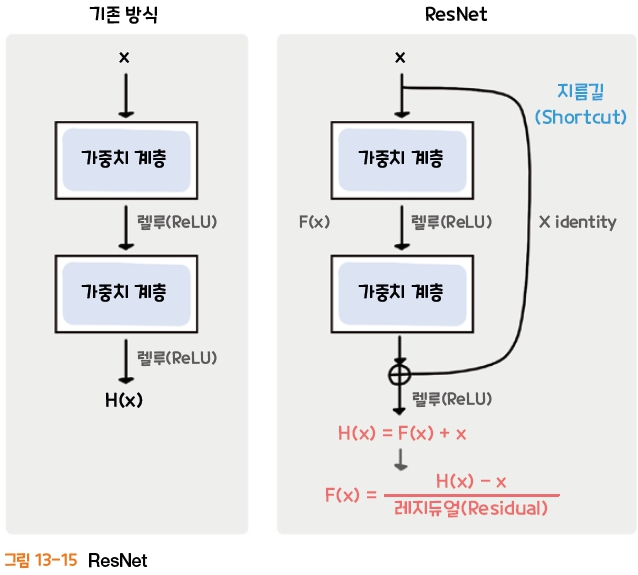 기존 방식
x
가중치 계층
렐루(ReLU)
가중치 계층
렐루(ReLU)
H(x)
ResNet
x
지름길
(Shortcut)
가중치 계층
F(x)
렐루(ReLU)
X identity
가중치 계층
렐루(ReLU)
H(x) = F(x) + x
F(x) =
H(x) - x
레지듀얼(Residual)
그림 13-15 ResNet